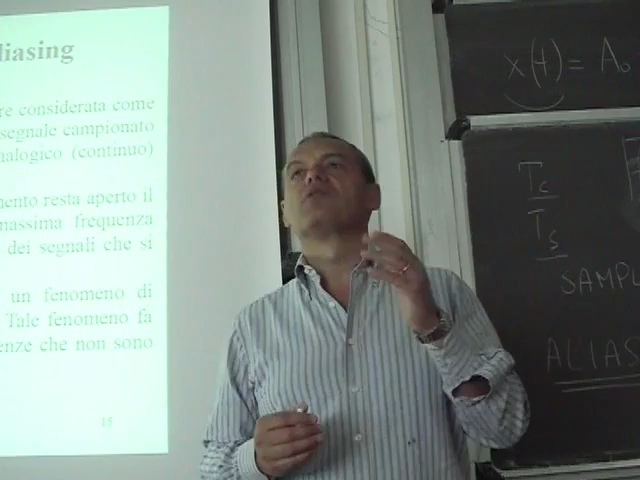 liasing
re considerata come
segnale campionato
nalogico (continuo)
mento resta aperto il
massima frequenza
dei segnali che si
un fenomeno di
Tale fenomeno fa
enze che non sono
15
x(t) = A₀
Tc
Ts
SAMPL
ALIAS